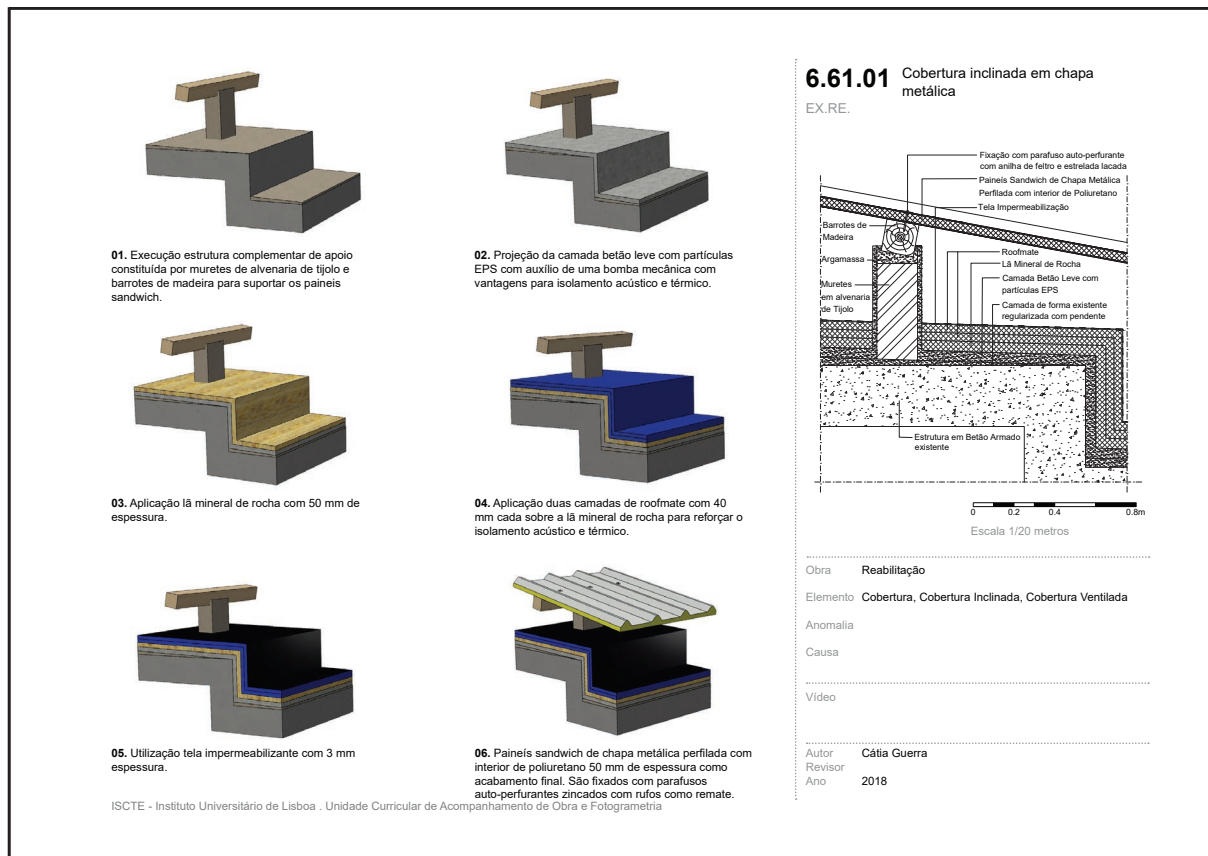 01. Execução estrutura complementar de apoio
constituída por muretes de alvenaria de tijolo e
barrotes de madeira para suportar os paineis
sandwich.
02. Projeção da camada betão leve com partículas
EPS com auxílio de uma bomba mecânica com
vantagens para isolamento acústico e térmico.
03. Aplicação lã mineral de rocha com 50 mm de
espessura.
04. Aplicação duas camadas de roofmate com 40
mm cada sobre a lã mineral de rocha para reforçar o
isolamento acústico e térmico.
05. Utilização tela impermeabilizante com 3 mm
espessura.
06. Paineís sandwich de chapa metálica perfilada com
interior de poliuretano 50 mm de espessura como
acabamento final. São fixados com parafusos
auto-perfurantes zincados com rufos como remate.
ISCTE - Instituto Universitário de Lisboa . Unidade Curricular de Acompanhamento de Obra e Fotogrametria
6.61.01 Cobertura inclinada em chapa
metálica
EX.RE.
Fixação com parafuso auto-perfurante
com anilha de feltro e estrelada lacada
Paineís Sandwich de Chapa Metálica
Perfilada com interior de Poliuretano
Tela Impermeabilização
Barrotes de
Madeira
Argamassa
Muretes
em alvenaria
de Tijolo
Roofmate
Lã Mineral de Rocha
Camada Betão Leve com
partículas EPS
Camada de forma existente
regularizada com pendente
Estrutura em Betão Armado
existente
0 0.2 0.4 0.8m
Escala 1/20 metros
Obra Reabilitação
Elemento Cobertura, Cobertura Inclinada, Cobertura Ventilada
Anomalia
Causa
Vídeo
Autor Cátia Guerra
Revisor
Ano 2018